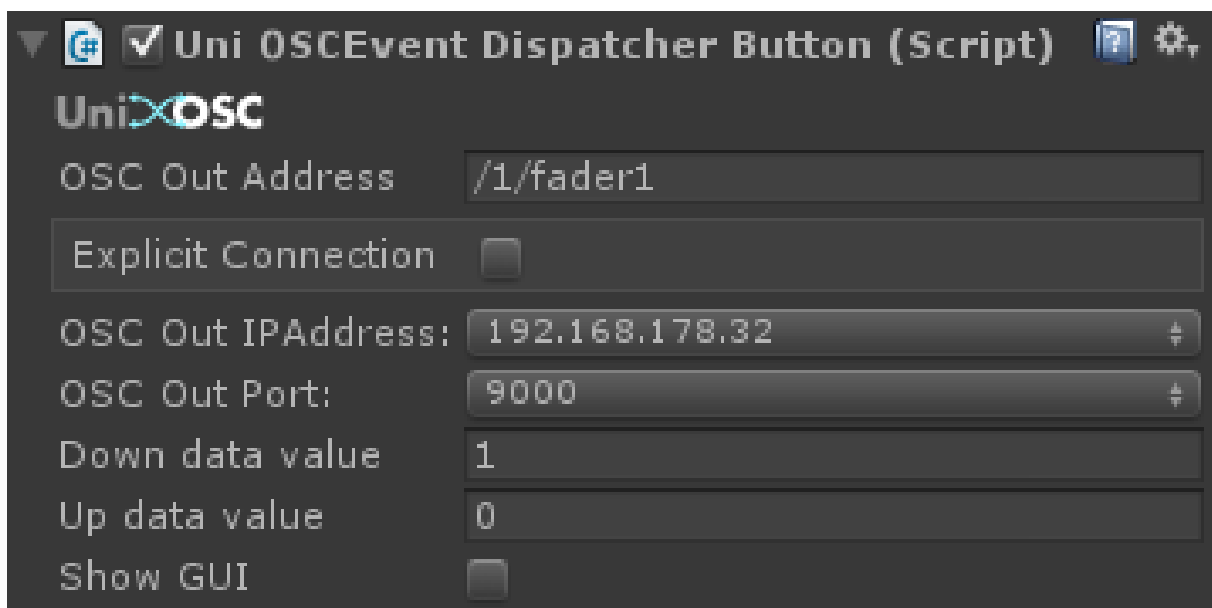 C# Uni OSCEvent Dispatcher Button (Script) ?
UniOSC
OSC Out Address /1/fader1
Explicit Connection
OSC Out IPAddress: 192.168.178.32
OSC Out Port: 9000
Down data value 1
Up data value 0
Show GUI